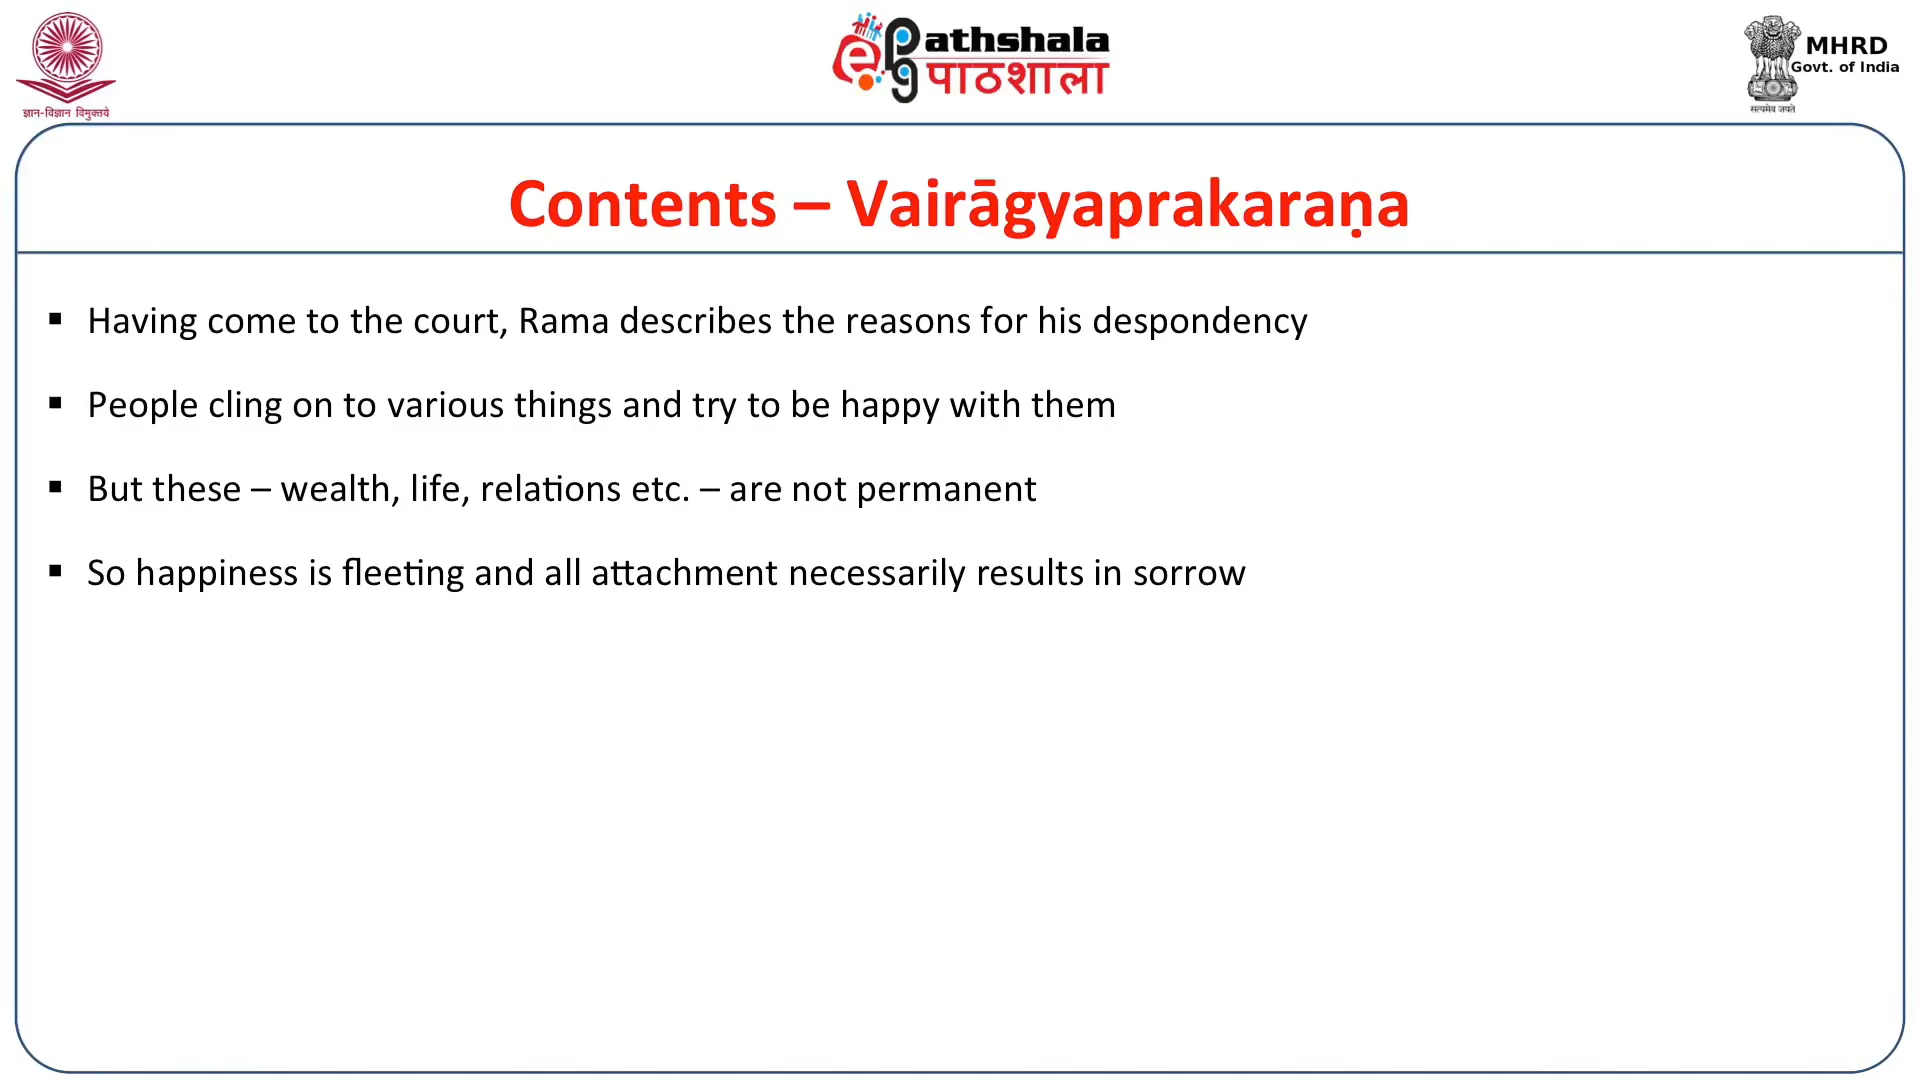 ज्ञान-विज्ञान विमुक्तये
ePG Pathshala
पाठशाला
MHRD
Govt. of India
सत्यमेव जयते
Contents – Vairāgyaprakaraṇa
▪ Having come to the court, Rama describes the reasons for his despondency
▪ People cling on to various things and try to be happy with them
▪ But these – wealth, life, relations etc. – are not permanent
▪ So happiness is fleeting and all attachment necessarily results in sorrow